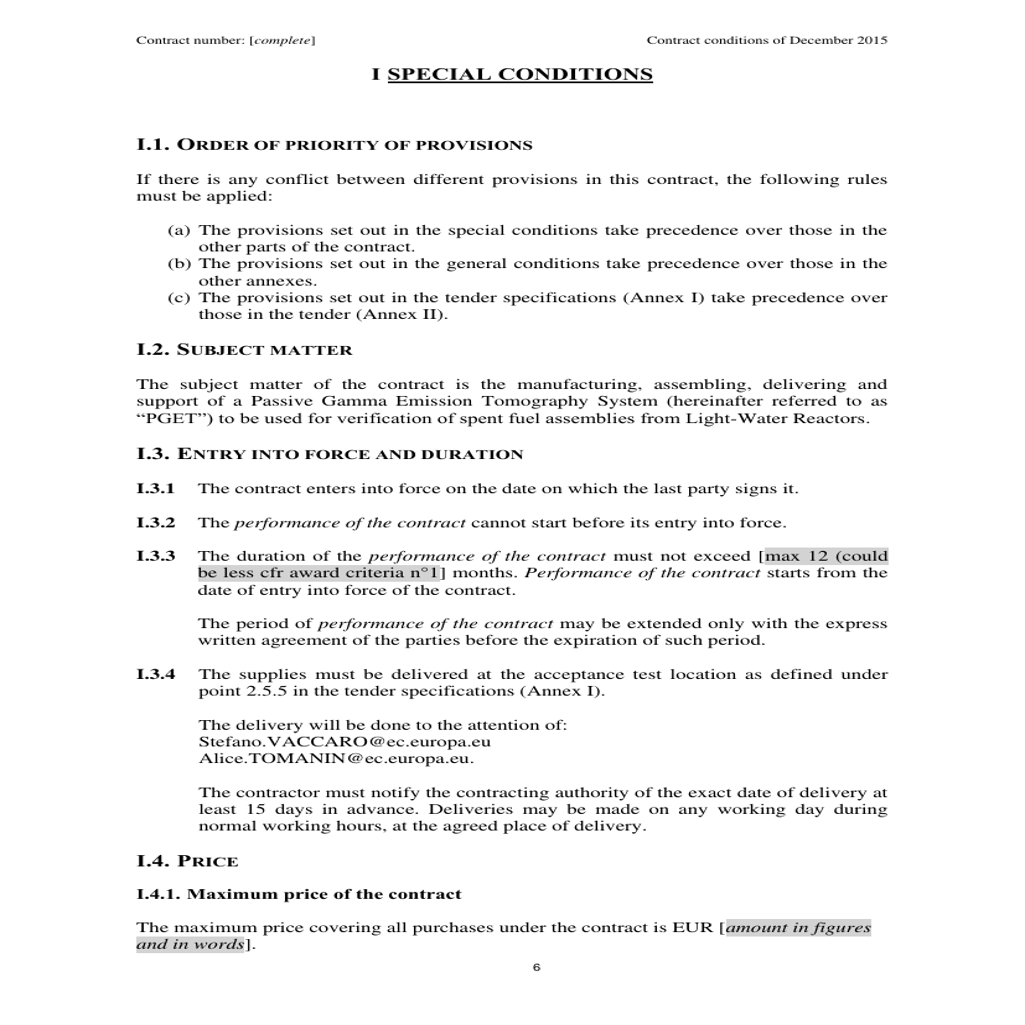 Contract number: [complete]
Contract conditions of December 2015
I SPECIAL CONDITIONS
I.1. ORDER OF PRIORITY OF PROVISIONS
If there is any conflict between different provisions in this contract, the following rules
must be applied:
(a) The provisions set out in the special conditions take precedence over those in the
other parts of the contract.
(b) The provisions set out in the general conditions take precedence over those in the
other annexes.
(c) The provisions set out in the tender specifications (Annex I) take precedence over
those in the tender (Annex II).
I.2. SUBJECT MATTER
The subject matter of the contract is the manufacturing, assembling, delivering and
support of a Passive Gamma Emission Tomography System (hereinafter referred to as
“PGET”) to be used for verification of spent fuel assemblies from Light-Water Reactors.
I.3. ENTRY INTO FORCE AND DURATION
I.3.1 The contract enters into force on the date on which the last party signs it.
I.3.2 The performance of the contract cannot start before its entry into force.
I.3.3 The duration of the performance of the contract must not exceed [max 12 (could
be less cfr award criteria n°1] months. Performance of the contract starts from the
date of entry into force of the contract.
The period of performance of the contract may be extended only with the express
written agreement of the parties before the expiration of such period.
I.3.4 The supplies must be delivered at the acceptance test location as defined under
point 2.5.5 in the tender specifications (Annex I).
The delivery will be done to the attention of:
Stefano.VACCARO@ec.europa.eu
Alice.TOMANIN@ec.europa.eu.
The contractor must notify the contracting authority of the exact date of delivery at
least 15 days in advance. Deliveries may be made on any working day during
normal working hours, at the agreed place of delivery.
I.4. PRICE
I.4.1. Maximum price of the contract
The maximum price covering all purchases under the contract is EUR [amount in figures
and in words].
6